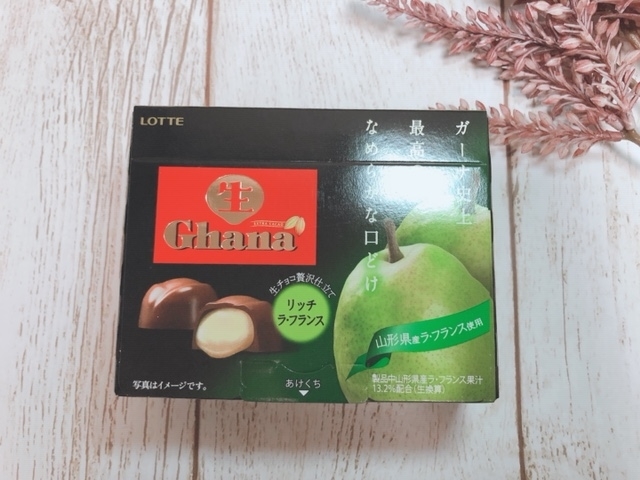 LOTTE
ガーナ史上
最高の
なめらかな口どけ
生
Ghana
生チョコ贅沢仕立て
リッチ
ラ・フランス
山形県産ラ・フランス使用
製品中山形県産ラ・フランス果汁
13.2%配合(生換算)
写真はイメージです。
あけくち